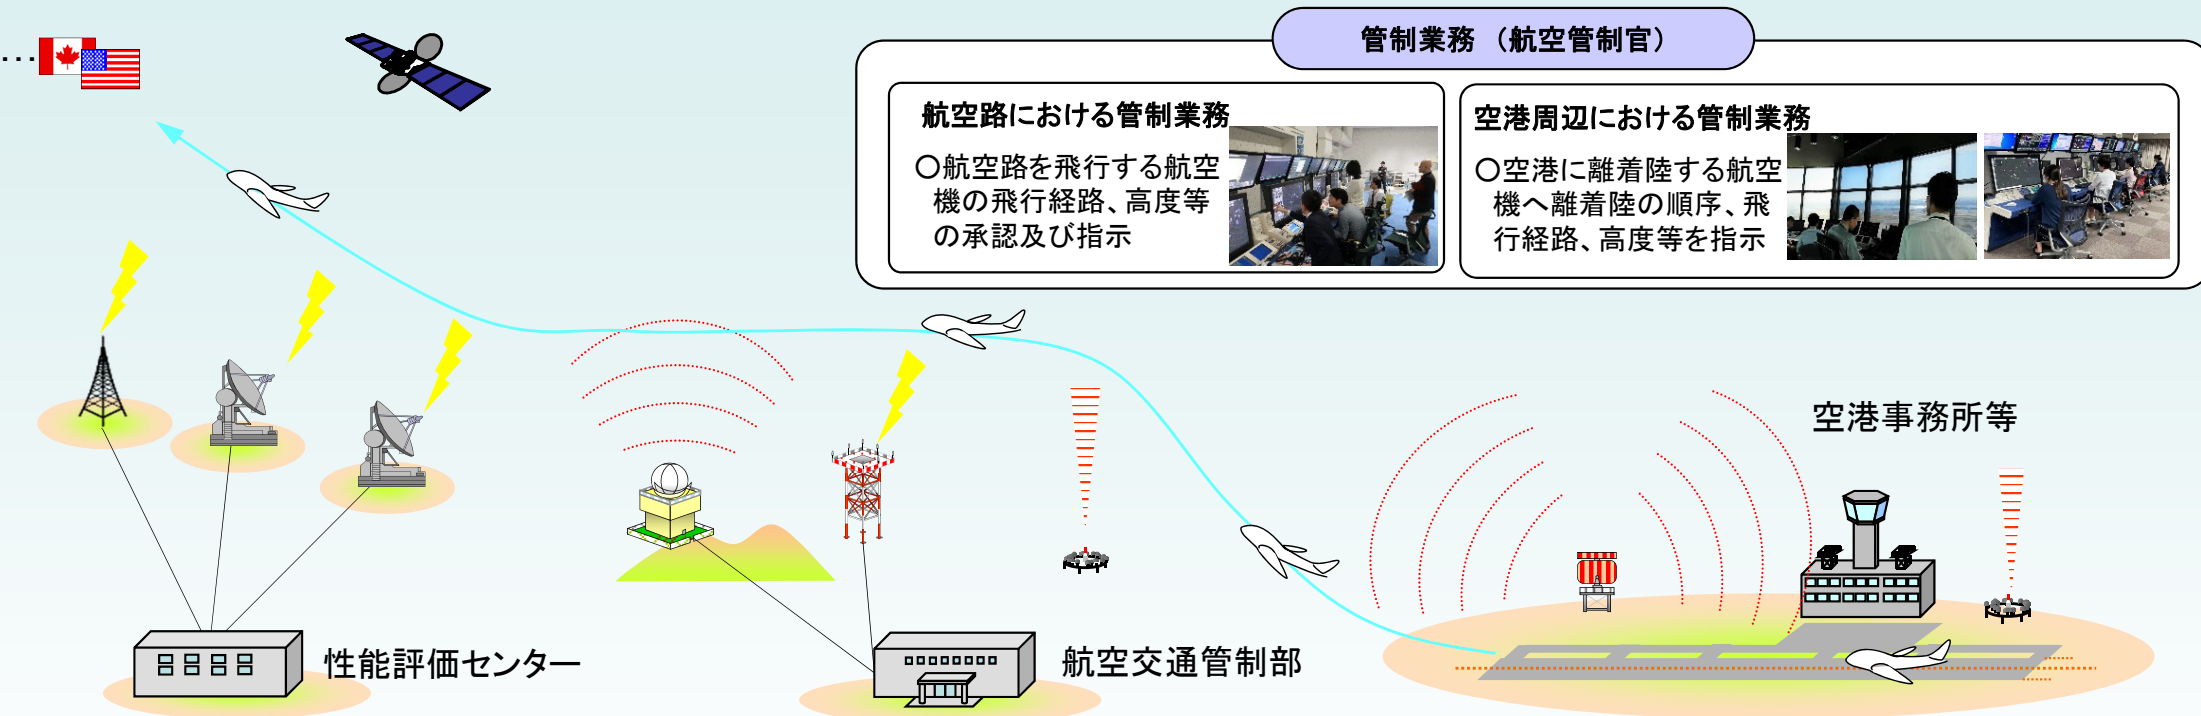 管制業務 （航空管制官）
…
航空路における管制業務
〇航空路を飛行する航空
機の飛行経路、高度等
の承認及び指示
空港周辺における管制業務
〇空港に離着陸する航空
機へ離着陸の順序、飛
行経路、高度等を指示
空港事務所等
性能評価センター
航空交通管制部